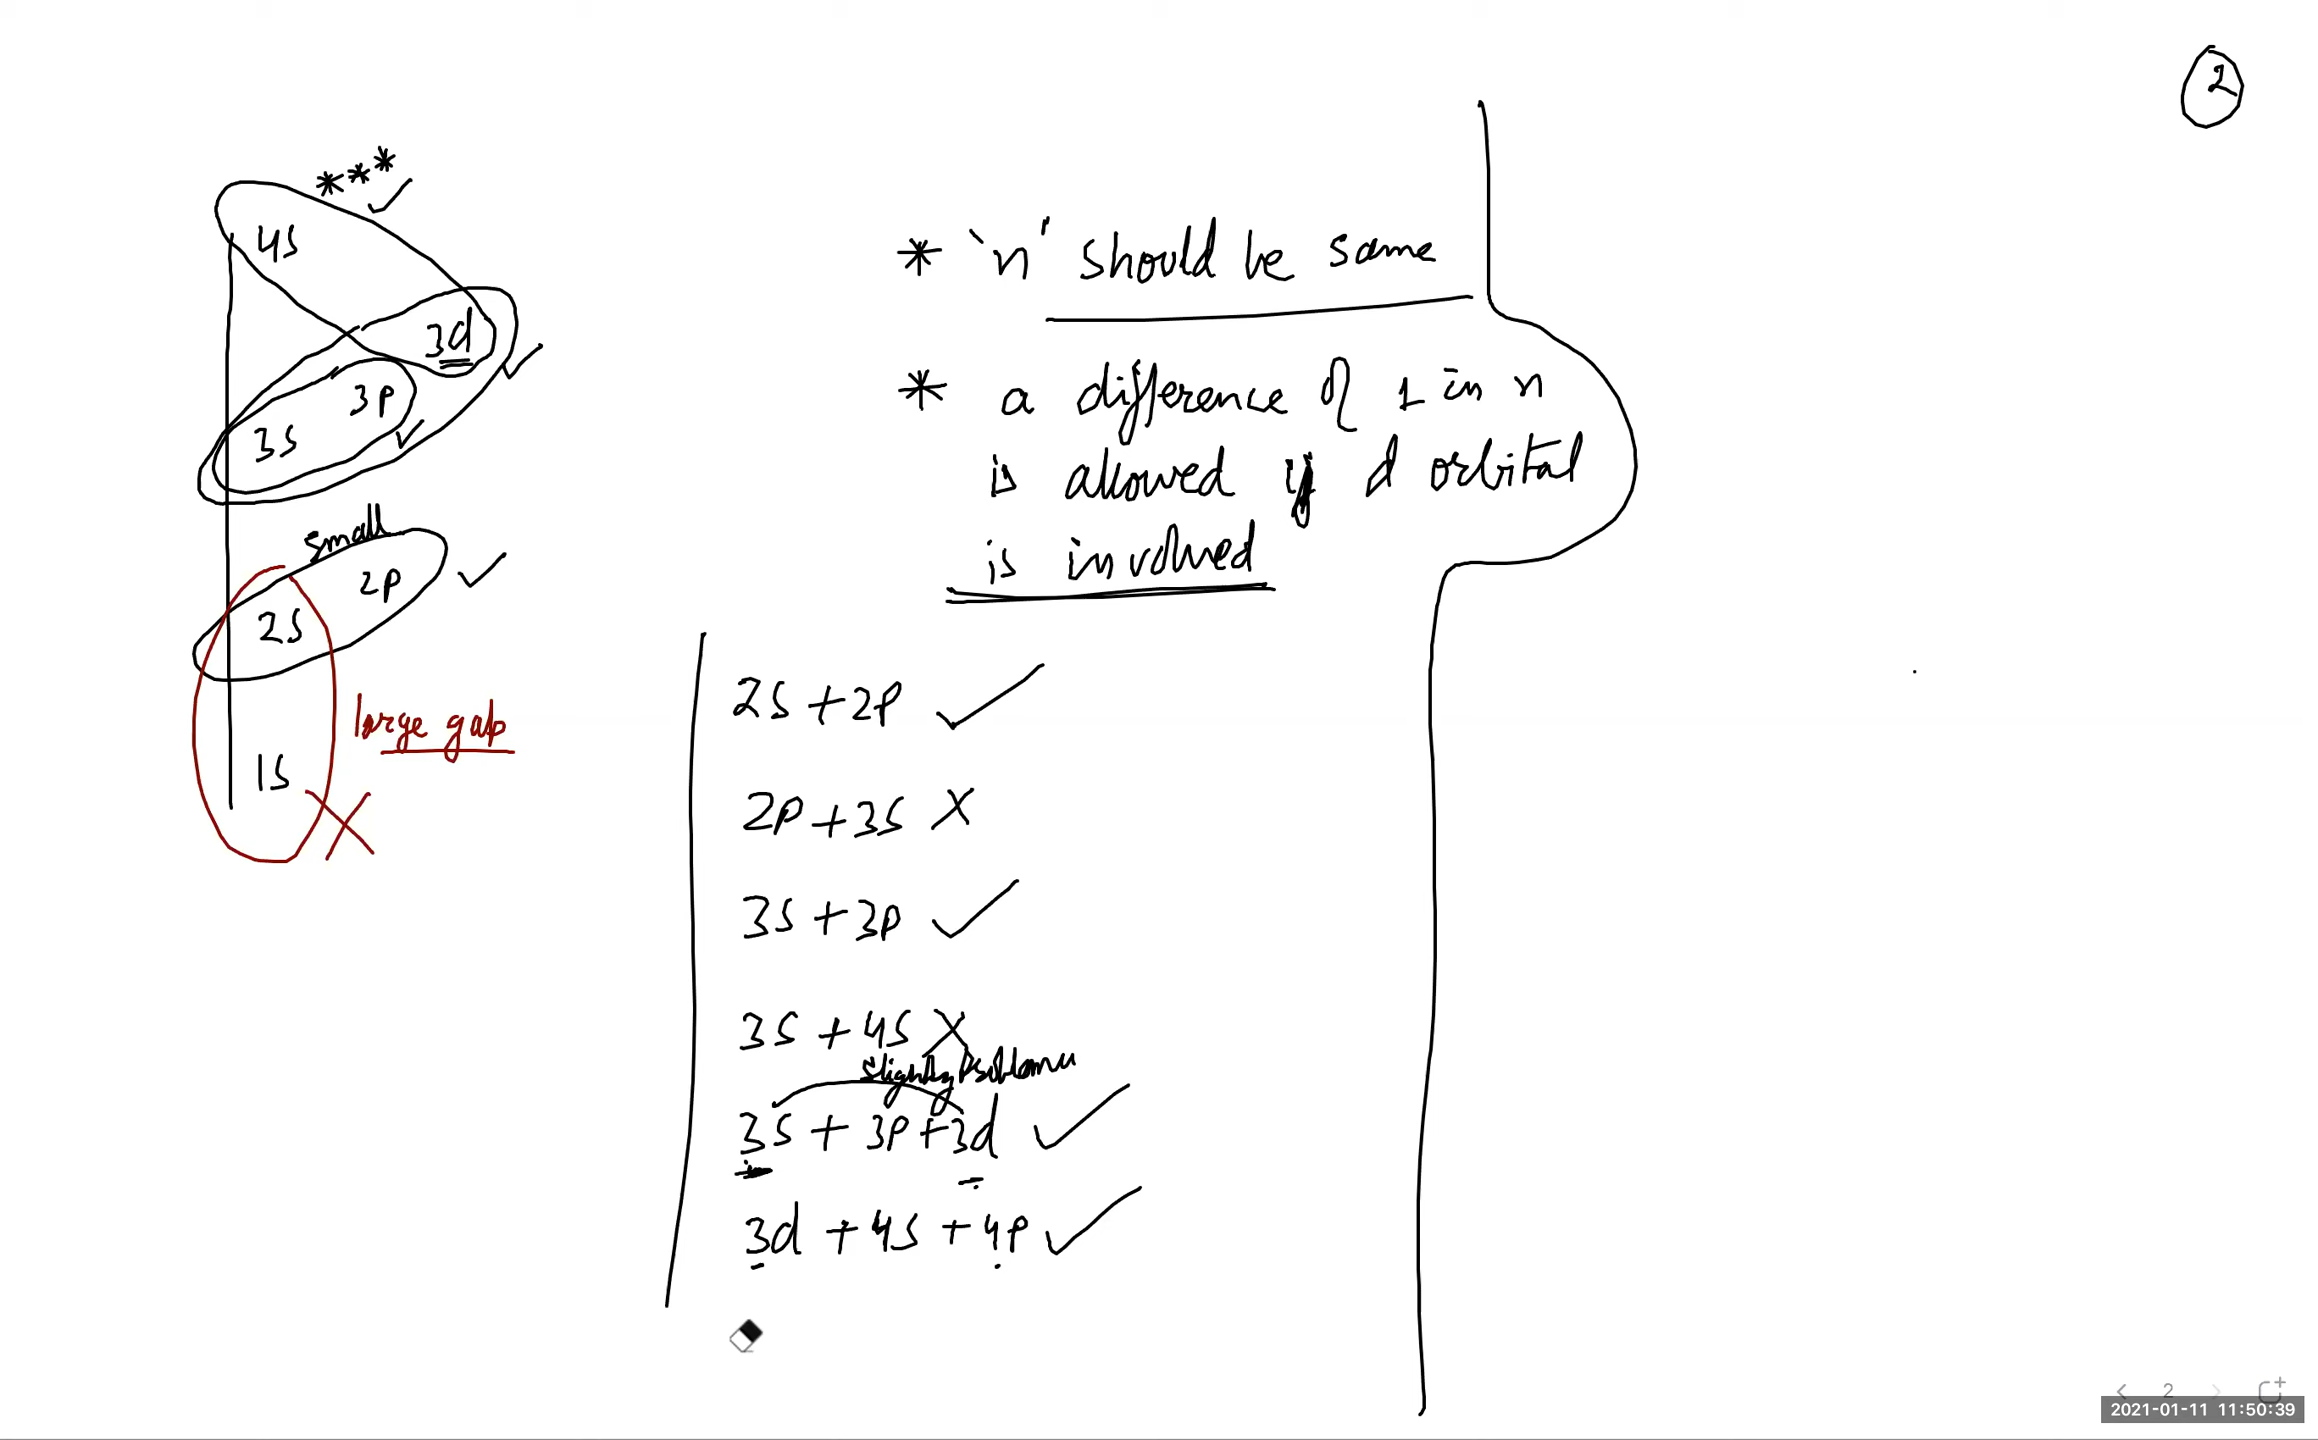 2
***
4s
3d
3p
3s
small
2p
2s
large gap
1s
* 'n' should be same
* a difference of 1 in n
is allowed if d orbital
is involved
2s + 2p ✓
2p + 3s X
3s + 3p ✓
3s + 4s X
slightly
3s + 3p + 3d ✓
3d + 4s + 4p ✓
2
2021-01-11 11:50:39